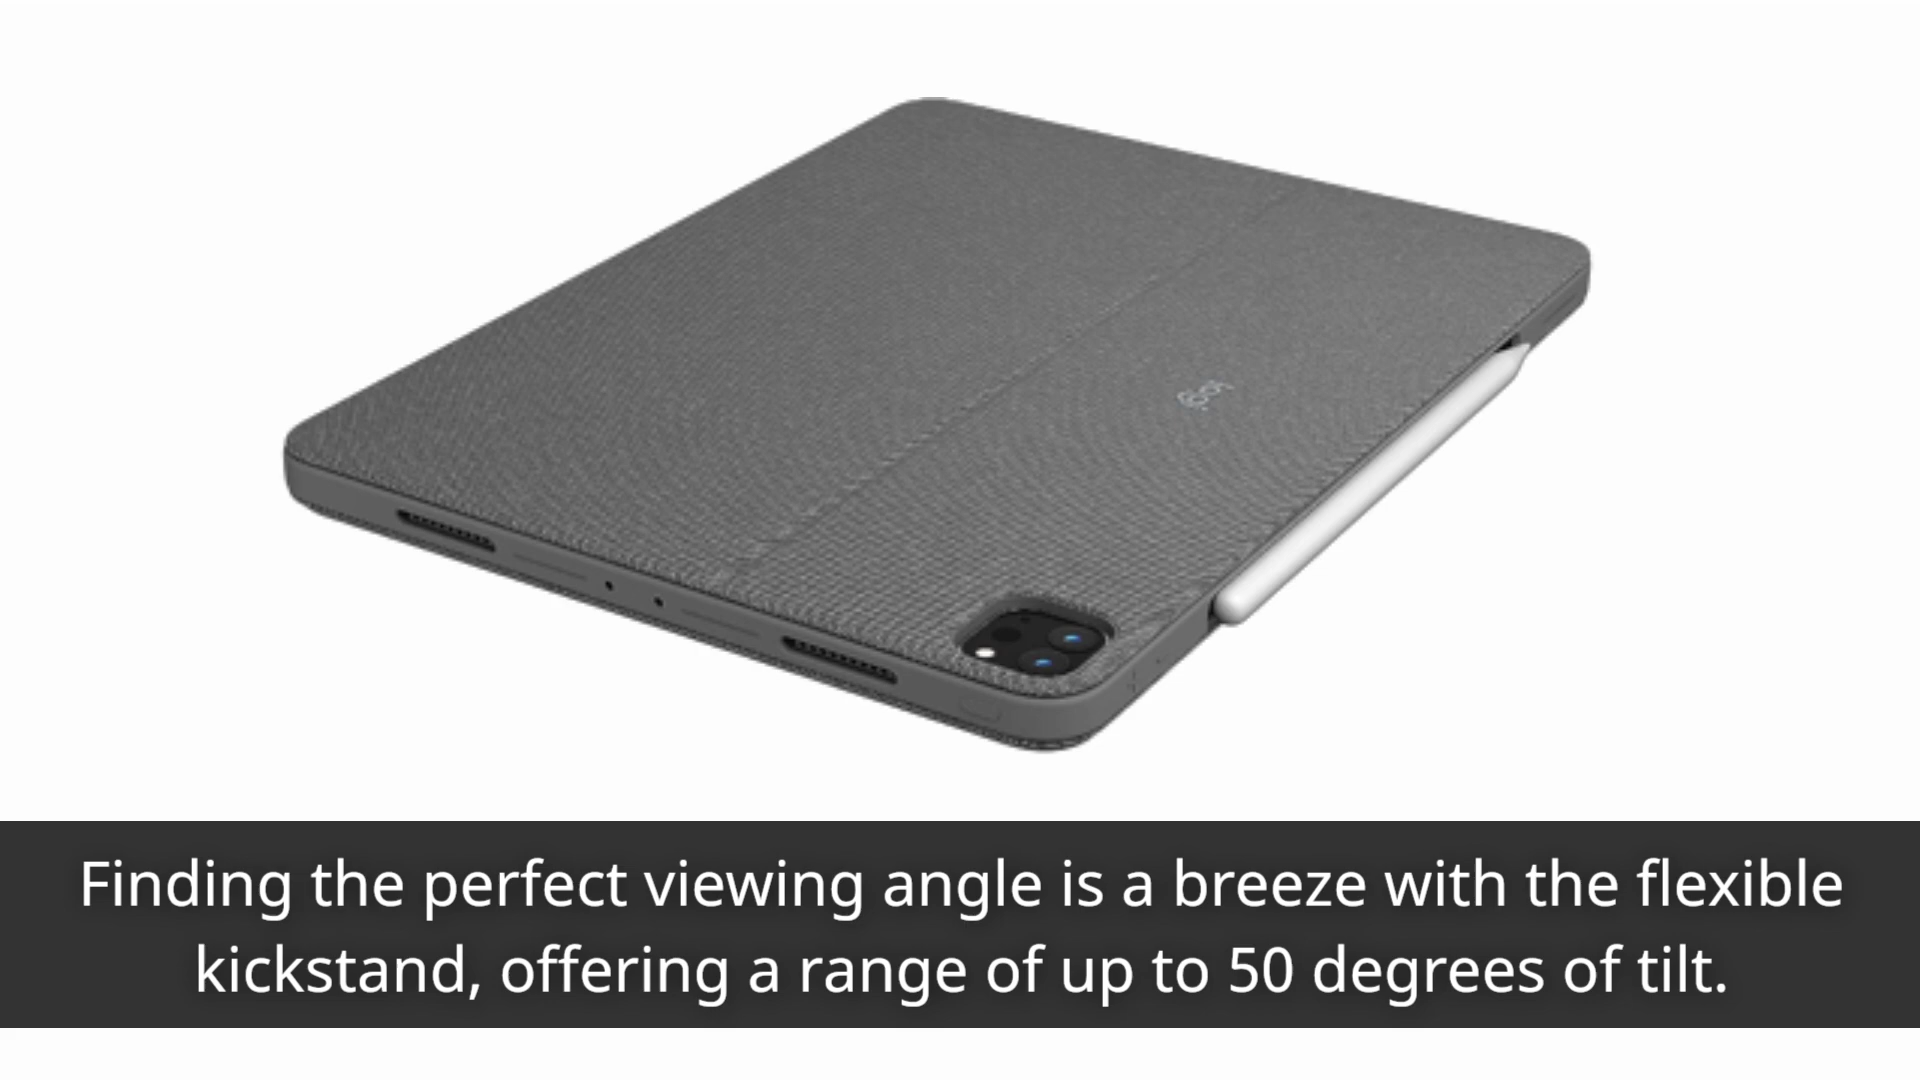 logi
Finding the perfect viewing angle is a breeze with the flexible
kickstand, offering a range of up to 50 degrees of tilt.